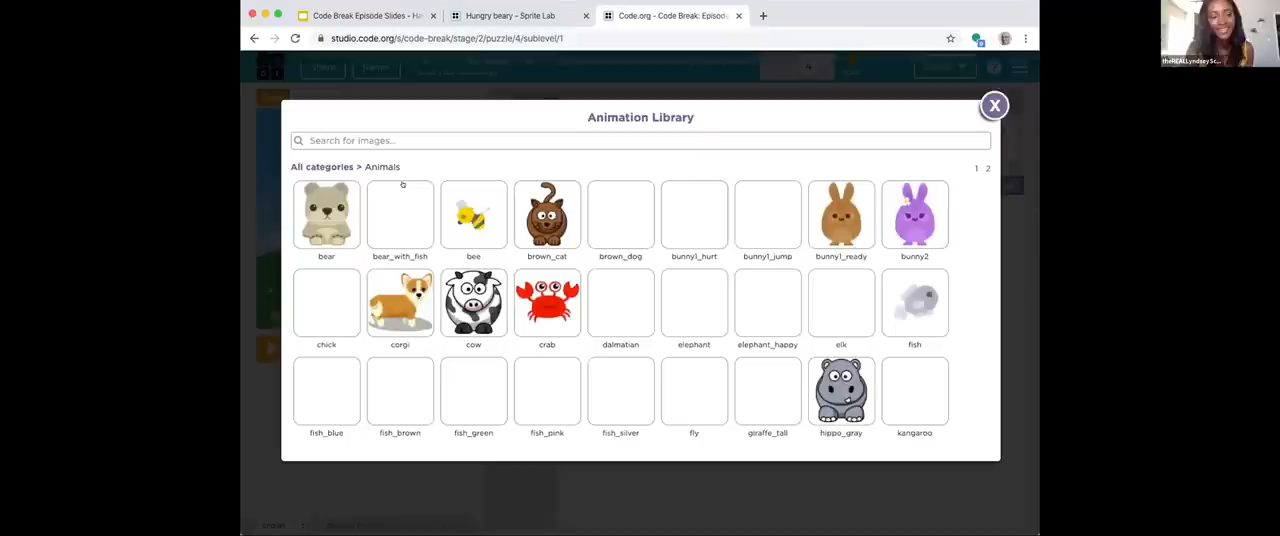 Code Break Episode Slides - Ha
Hungry beary - Sprite Lab
Code.org - Code Break: Episode
studio.code.org/s/code-break/stage/2/puzzle/4/sublevel/1
theREALLyndseySc...
Animation Library
X
Search for images...
All categories > Animals
1 2
bear bear_with_fish bee brown_cat brown_dog bunny1_hurt bunny1_jump bunny1_ready bunny2
chick corgi cow crab dalmatian elephant elephant_happy elk fish
fish_blue fish_brown fish_green fish_pink fish_silver fly giraffe_tall hippo_gray kangaroo